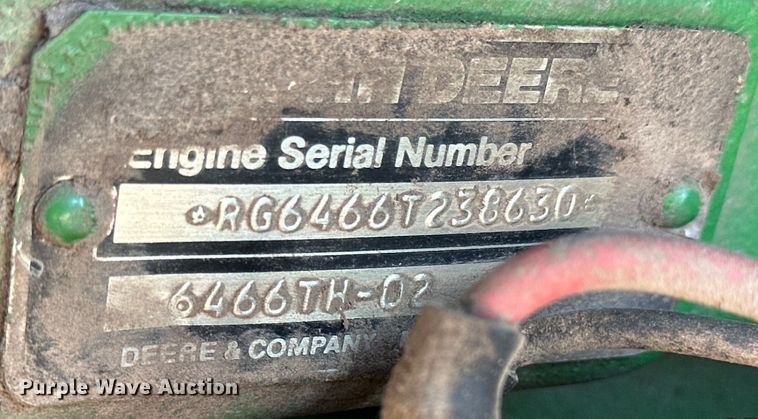 DEERE
Engine Serial Number
*RG6466T238630*
6466TH-02
DEERE & COMPANY
Purple Wave Auction